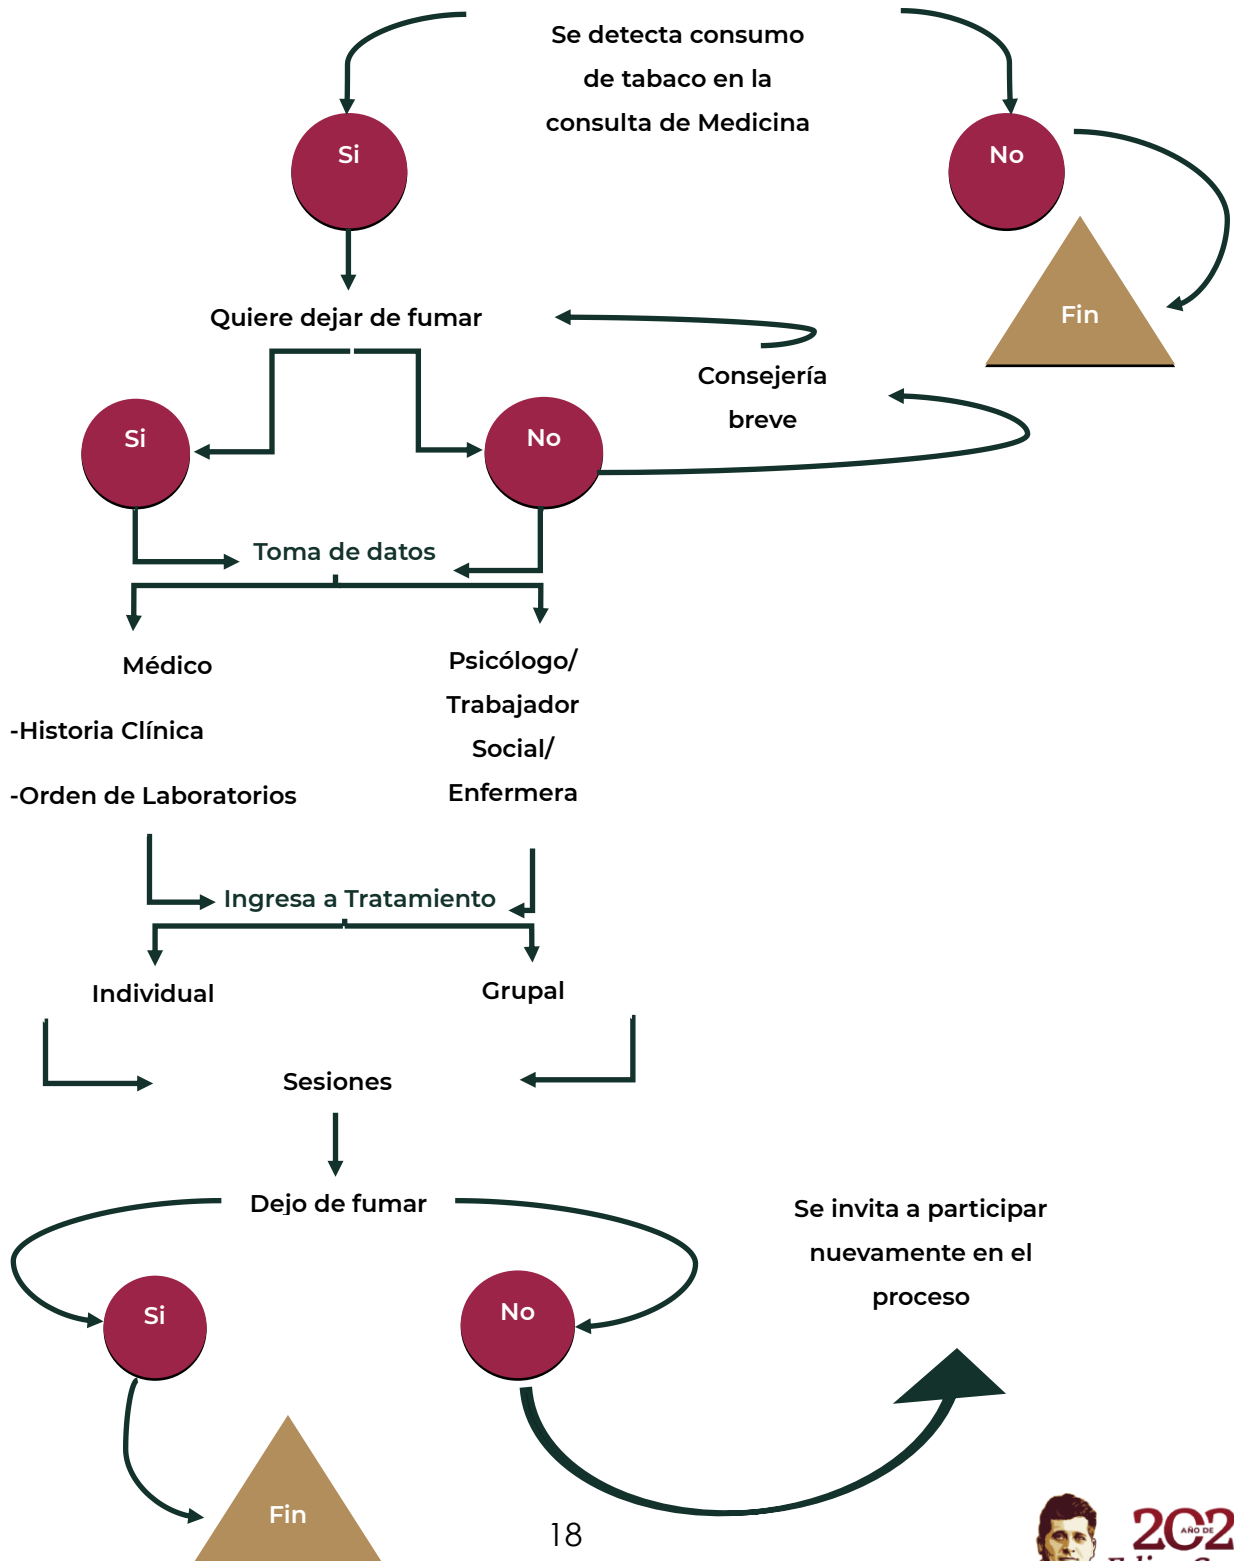 Se detecta consumo
de tabaco en la
consulta de Medicina
Si
No
Fin
Quiere dejar de fumar
Consejería
breve
Si
No
Toma de datos
Médico
-Historia Clínica
-Orden de Laboratorios
Psicólogo/
Trabajador
Social/
Enfermera
Ingresa a Tratamiento
Individual
Grupal
Sesiones
Dejo de fumar
Se invita a participar
nuevamente en el
proceso
Si
No
Fin
18
202
AÑO DE